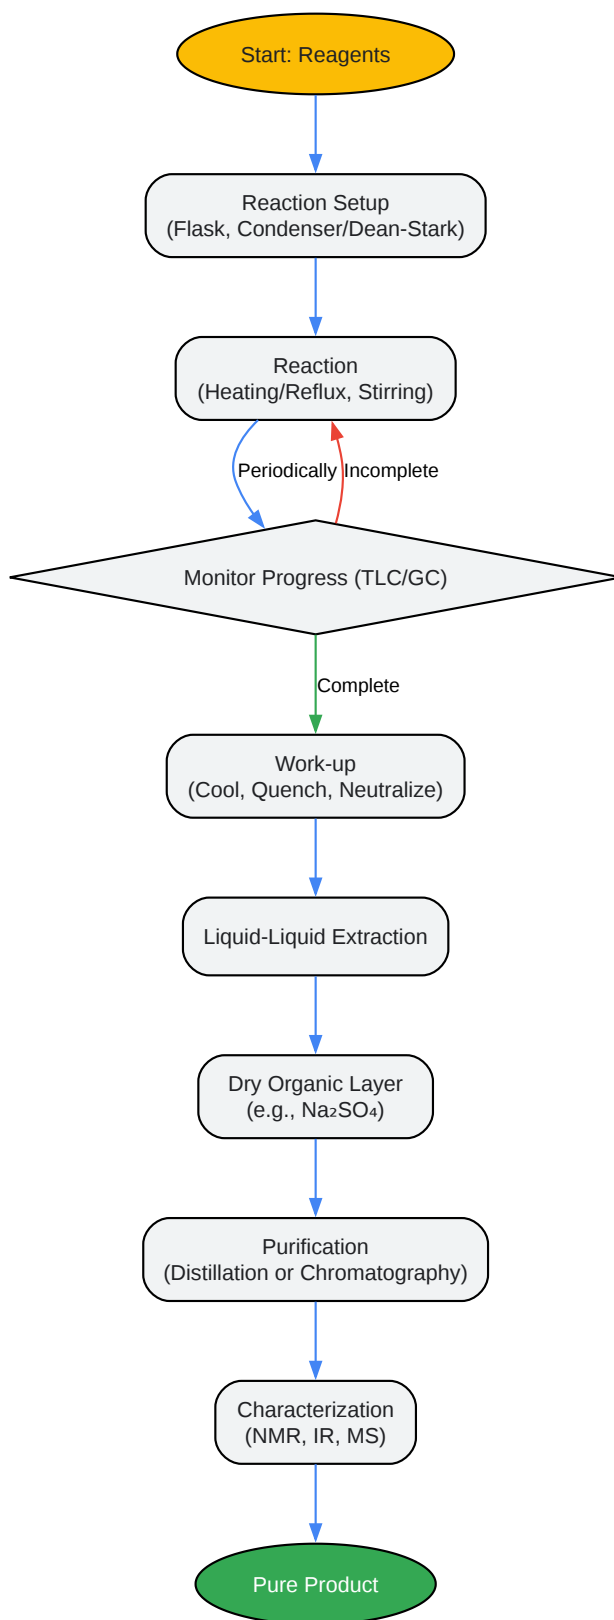 Start: Reagents
Reaction Setup
(Flask, Condenser/Dean-Stark)
Reaction
(Heating/Reflux, Stirring)
Periodically
Incomplete
Monitor Progress (TLC/GC)
Complete
Work-up
(Cool, Quench, Neutralize)
Liquid-Liquid Extraction
Dry Organic Layer
(e.g., Na₂SO₄)
Purification
(Distillation or Chromatography)
Characterization
(NMR, IR, MS)
Pure Product